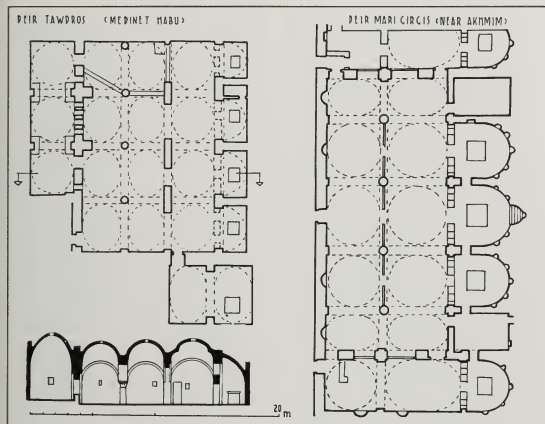 DEIR TAWDROS (MEDINET HABU)
DEIR MARI GIRGIS (NEAR AKHMIM)
20 m